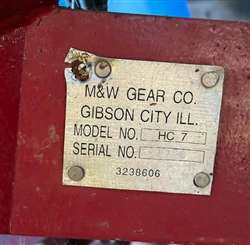 M&W GEAR CO.
GIBSON CITY ILL.
MODEL NO. HC 7
SERIAL NO.
3238606